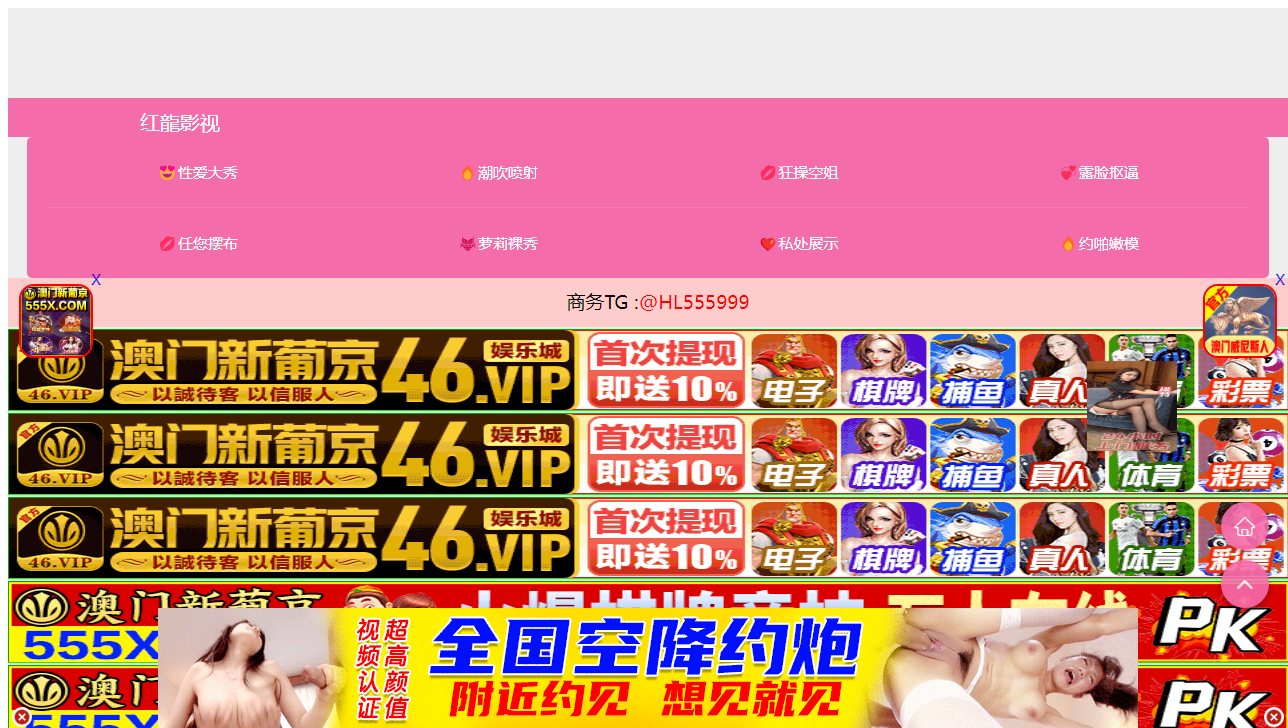 红龍影视
😍性爱大秀
🔥潮吹喷射
💋狂操空姐
💞露脸抠逼
💋任您摆布
萝莉裸秀
❤️私处展示
🔥约啪嫩模
X
X
澳门新葡京
555X.COM
商务TG :@HL555999
官方
澳门威尼斯人
46.VIP
澳门新葡京
以誠待客 以信服人
46.VIP
娱乐城
首次提现
即送10%
电子
棋牌
捕鱼
真人
彩票
官方
46.VIP
澳门新葡京
以誠待客 以信服人
46.VIP
娱乐城
首次提现
即送10%
电子
棋牌
捕鱼
真人
体育
彩票
官方
46.VIP
澳门新葡京
以誠待客 以信服人
46.VIP
娱乐城
首次提现
即送10%
电子
棋牌
捕鱼
真人
体育
彩票
澳门新葡京
555X
PK
视频认证
超高颜值
全国空降约炮
附近约见 想见就见
PK